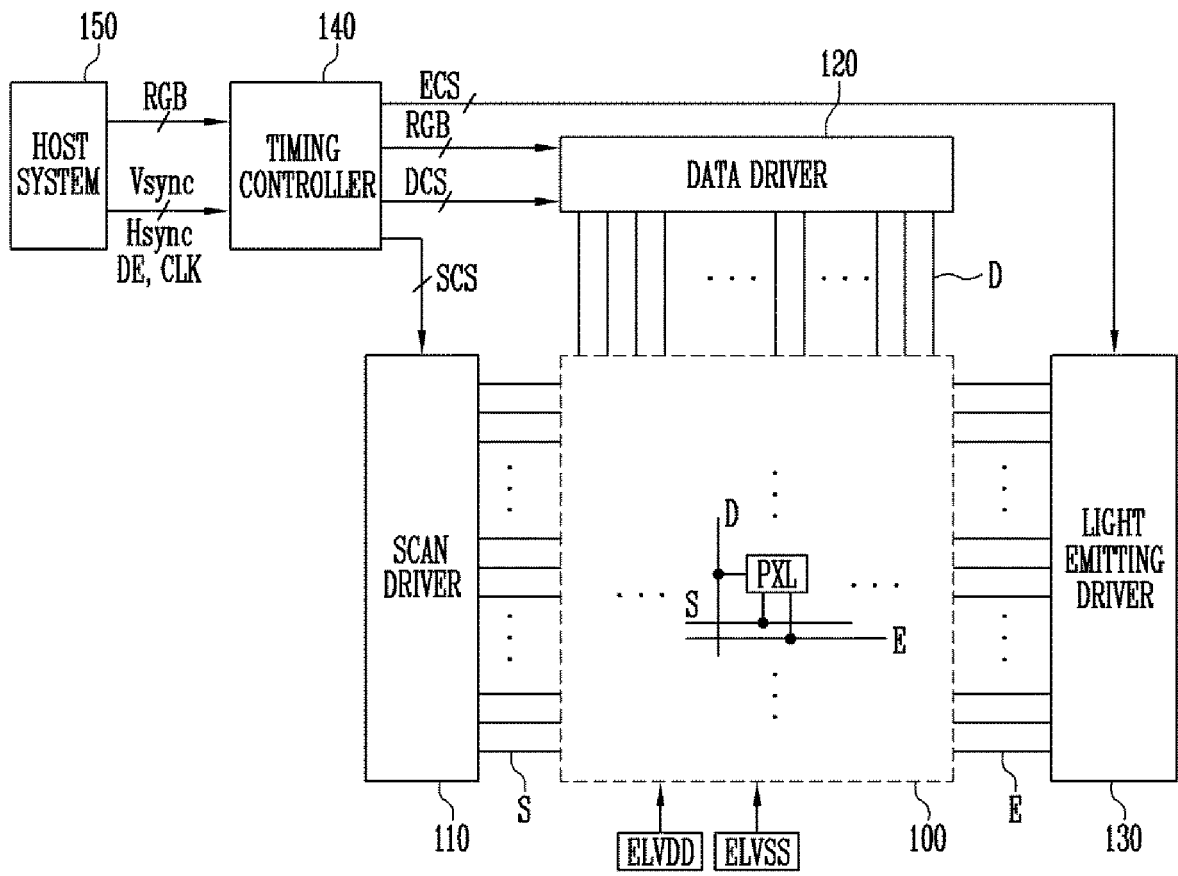 150
140
120
HOST
SYSTEM
RGB
Vsync
Hsync
DE, CLK
TIMING
CONTROLLER
ECS
RGB
DCS
SCS
DATA DRIVER
. . .
. . .
D
SCAN
DRIVER
D
PXL
. . .
. . .
S
E
LIGHT
EMITTING
DRIVER
110
S
ELVDD
ELVSS
100
E
130